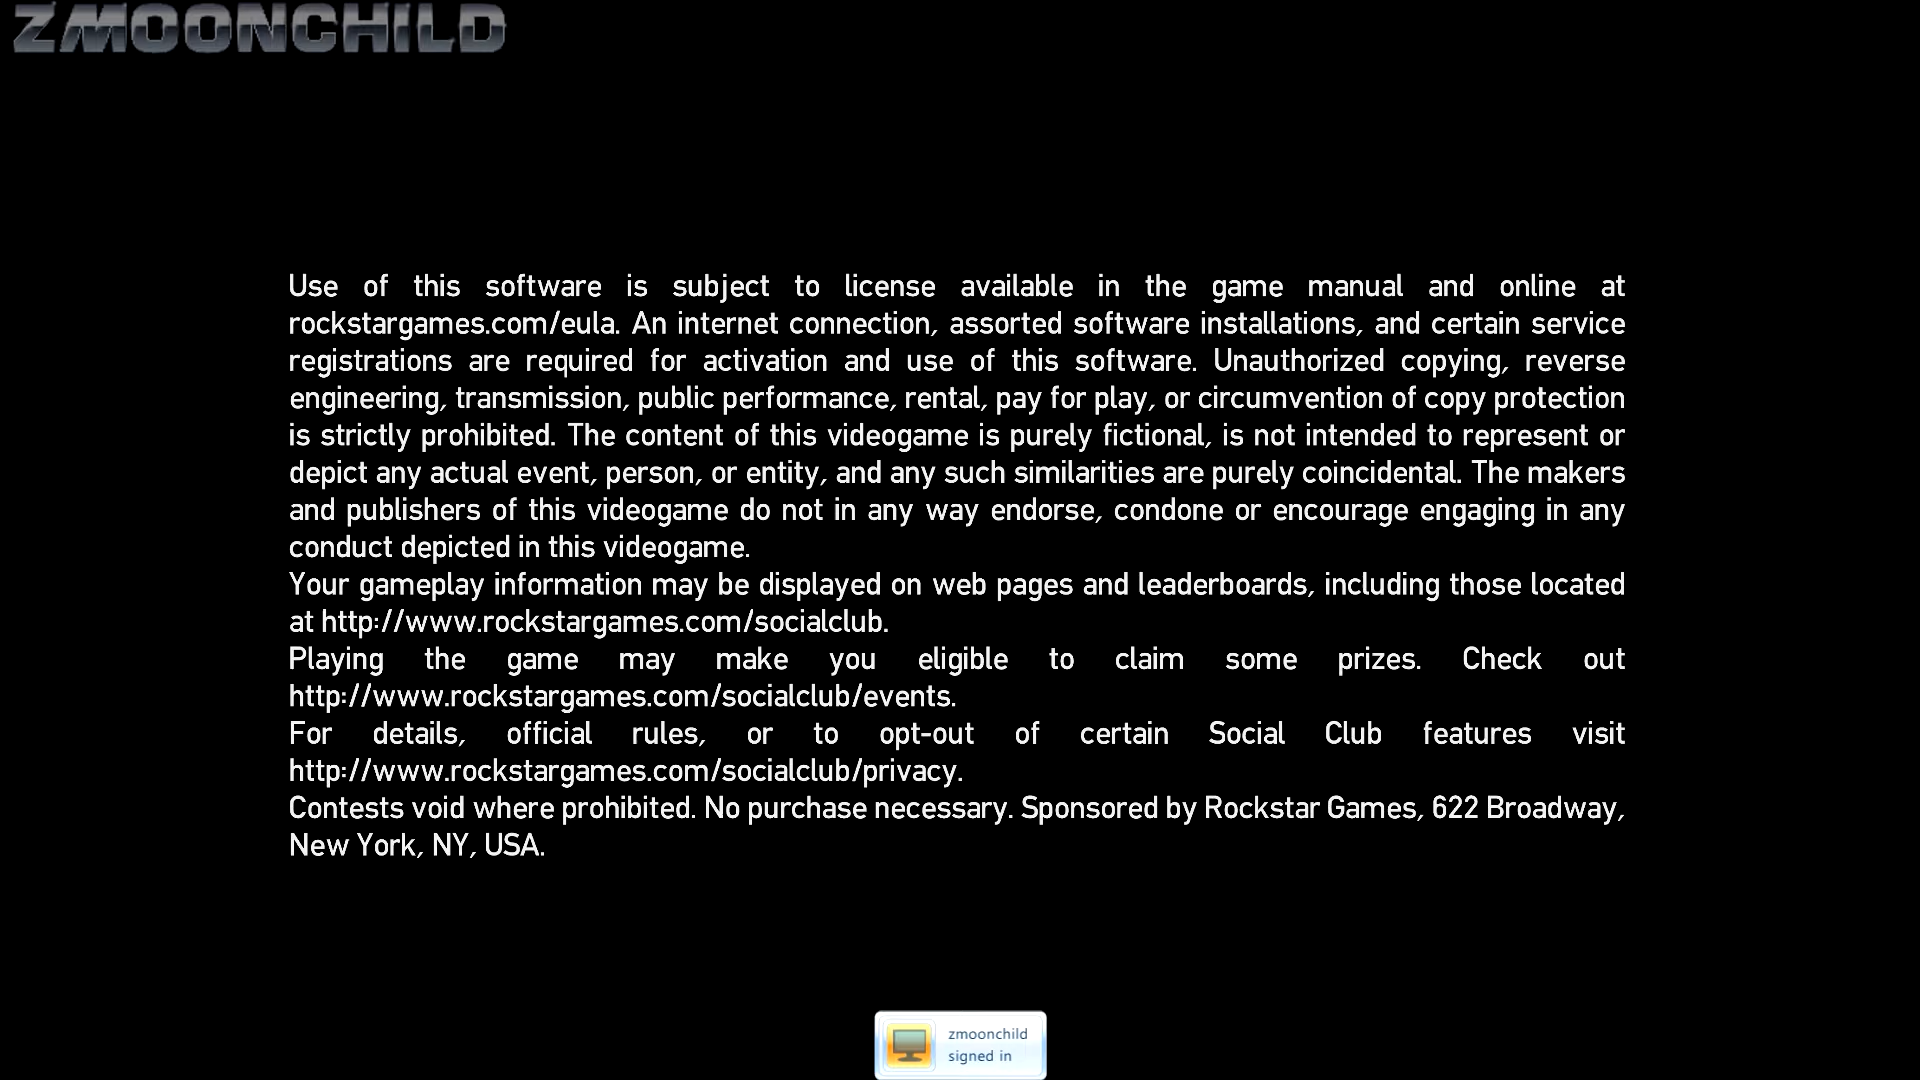 ZMOONCHILD
Use of this software is subject to license available in the game manual and online at
rockstargames.com/eula. An internet connection, assorted software installations, and certain service
registrations are required for activation and use of this software. Unauthorized copying, reverse
engineering, transmission, public performance, rental, pay for play, or circumvention of copy protection
is strictly prohibited. The content of this videogame is purely fictional, is not intended to represent or
depict any actual event, person, or entity, and any such similarities are purely coincidental. The makers
and publishers of this videogame do not in any way endorse, condone or encourage engaging in any
conduct depicted in this videogame.
Your gameplay information may be displayed on web pages and leaderboards, including those located
at http://www.rockstargames.com/socialclub.
Playing the game may make you eligible to claim some prizes. Check out
http://www.rockstargames.com/socialclub/events.
For details, official rules, or to opt-out of certain Social Club features visit
http://www.rockstargames.com/socialclub/privacy.
Contests void where prohibited. No purchase necessary. Sponsored by Rockstar Games, 622 Broadway,
New York, NY, USA.
zmoonchild
signed in